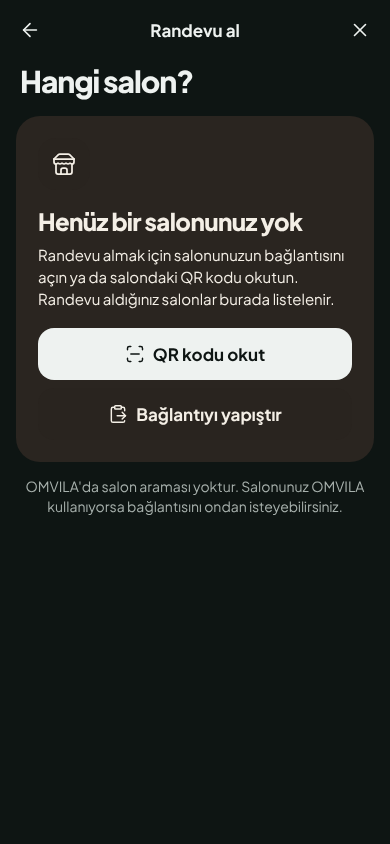 Randevu al
Hangi salon?
Henüz bir salonunuz yok
Randevu almak için salonunuzun bağlantısını
açın ya da salondaki QR kodu okutun.
Randevu aldığınız salonlar burada listelenir.
QR kodu okut
Bağlantıyı yapıştır
OMVILA'da salon araması yoktur. Salonunuz OMVILA
kullanıyorsa bağlantısını ondan isteyebilirsiniz.